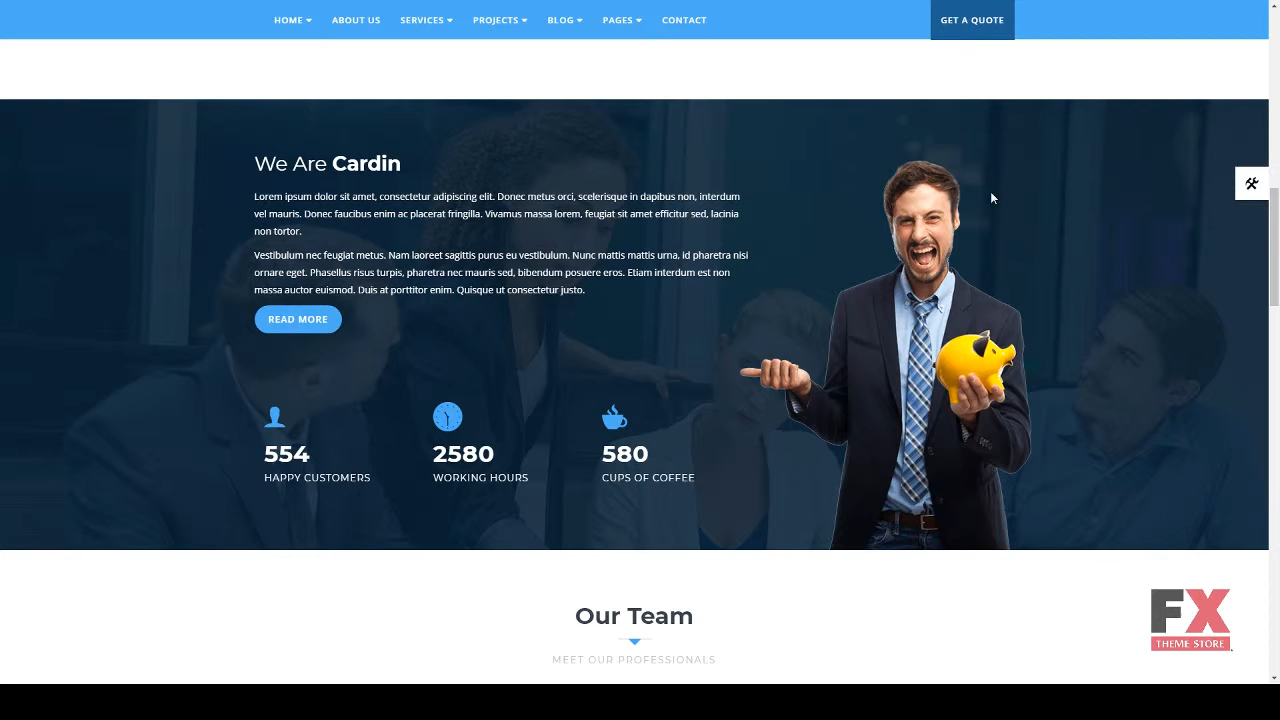 HOME ABOUT US SERVICES PROJECTS BLOG PAGES CONTACT GET A QUOTE
We Are Cardin
Lorem ipsum dolor sit amet, consectetur adipiscing elit. Donec metus orci, scelerisque in dapibus non, interdum
vel mauris. Donec faucibus enim ac placerat fringilla. Vivamus massa lorem, feugiat sit amet efficitur sed, lacinia
non tortor.
Vestibulum nec feugiat metus. Nam laoreet sagittis purus eu vestibulum. Nunc mattis mattis urna, id pharetra nisi
ornare eget. Phasellus risus turpis, pharetra nec mauris sed, bibendum posuere eros. Etiam interdum est non
massa auctor euismod. Duis at porttitor enim. Quisque ut consectetur justo.
READ MORE
554 2580 580
HAPPY CUSTOMERS WORKING HOURS CUPS OF COFFEE
Our Team
MEET OUR PROFESSIONALS
FX
THEME STORE